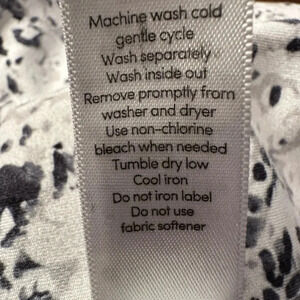 Machine wash cold
gentle cycle
Wash separately
Wash inside out
Remove promptly from
washer and dryer
Use non-chlorine
bleach when needed
Tumble dry low
Cool iron
Do not iron label
Do not use
fabric softener